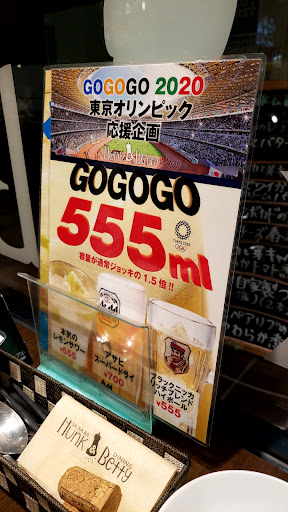 GOGOGO 2020
東京オリンピック
応援企画
GOGOGO
555ml
TOKYO 2020
容量が通常ジョッキの1.5倍!!
本気の
レモンサワー
¥555
アサヒ
スーパードライ
¥700
ブラックニッカ
リッチブレンド
ハイボール
¥555
DINING
Hunk Betty